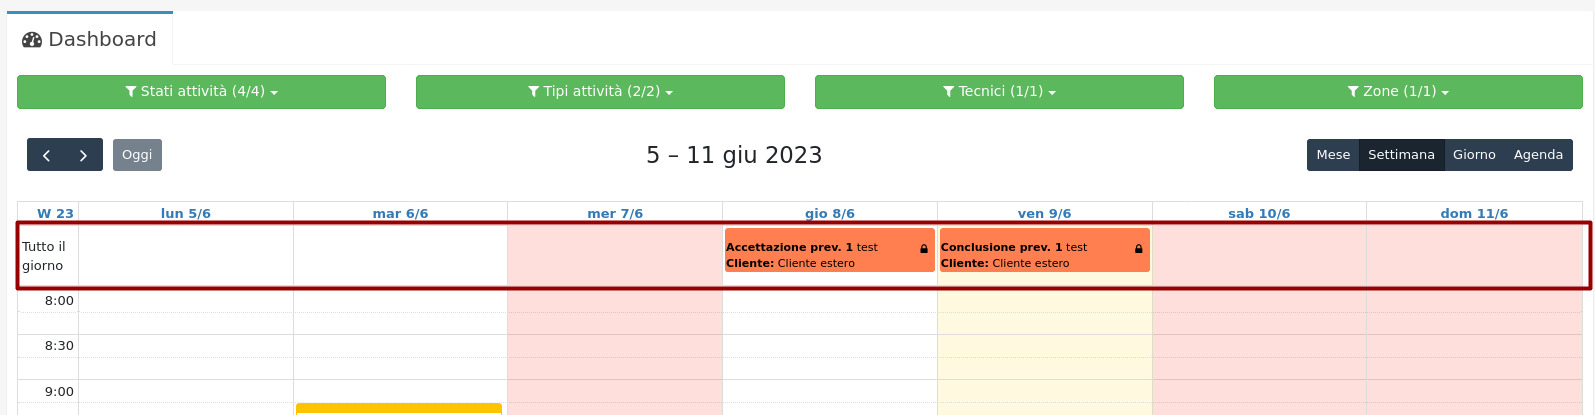 Dashboard
Stati attività (4/4)
Tipi attività (2/2)
Tecnici (1/1)
Zone (1/1)
Oggi
5 – 11 giu 2023
Mese
Settimana
Giorno
Agenda
W 23
lun 5/6
mar 6/6
mer 7/6
gio 8/6
ven 9/6
sab 10/6
dom 11/6
Tutto il
giorno
Accettazione prev. 1 test
Cliente: Cliente estero
Conclusione prev. 1 test
Cliente: Cliente estero
8:00
8:30
9:00